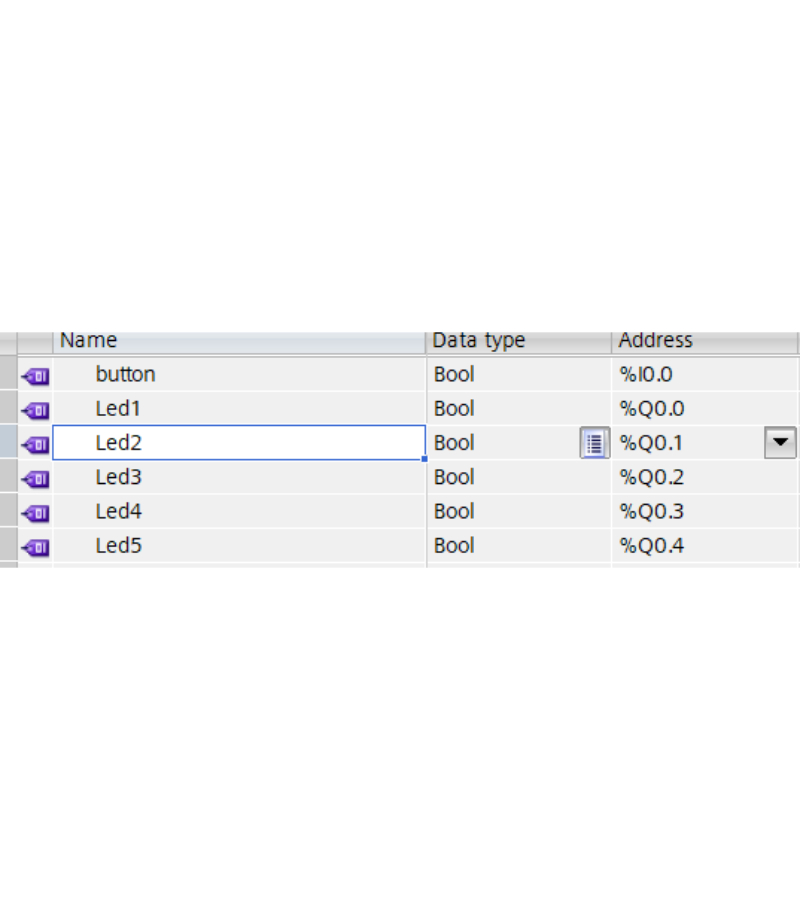 Name Data type Address
button Bool %I0.0
Led1 Bool %Q0.0
Led2 Bool %Q0.1
Led3 Bool %Q0.2
Led4 Bool %Q0.3
Led5 Bool %Q0.4